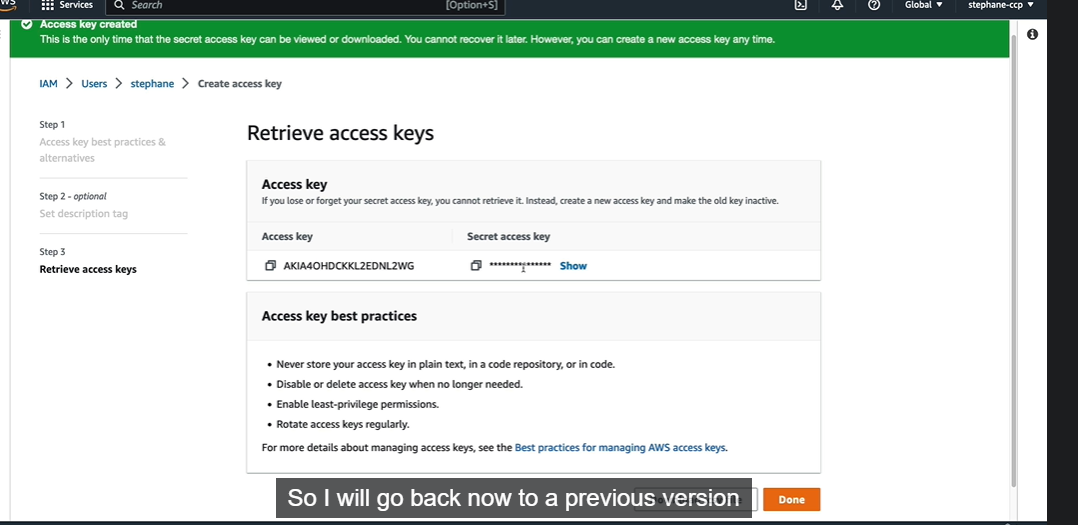 Services
Search
[Option+S]
Global
stephane-ccp
Access key created
This is the only time that the secret access key can be viewed or downloaded. You cannot recover it later. However, you can create a new access key any time.
IAM > Users > stephane > Create access key
Step 1
Access key best practices &
alternatives
Step 2 - optional
Set description tag
Step 3
Retrieve access keys
Retrieve access keys
Access key
If you lose or forget your secret access key, you cannot retrieve it. Instead, create a new access key and make the old key inactive.
Access key
Secret access key
AKIA4OHDCKKL2EDNL2WG
*************** Show
Access key best practices
• Never store your access key in plain text, in a code repository, or in code.
• Disable or delete access key when no longer needed.
• Enable least-privilege permissions.
• Rotate access keys regularly.
For more details about managing access keys, see the Best practices for managing AWS access keys.
So I will go back now to a previous version
Done